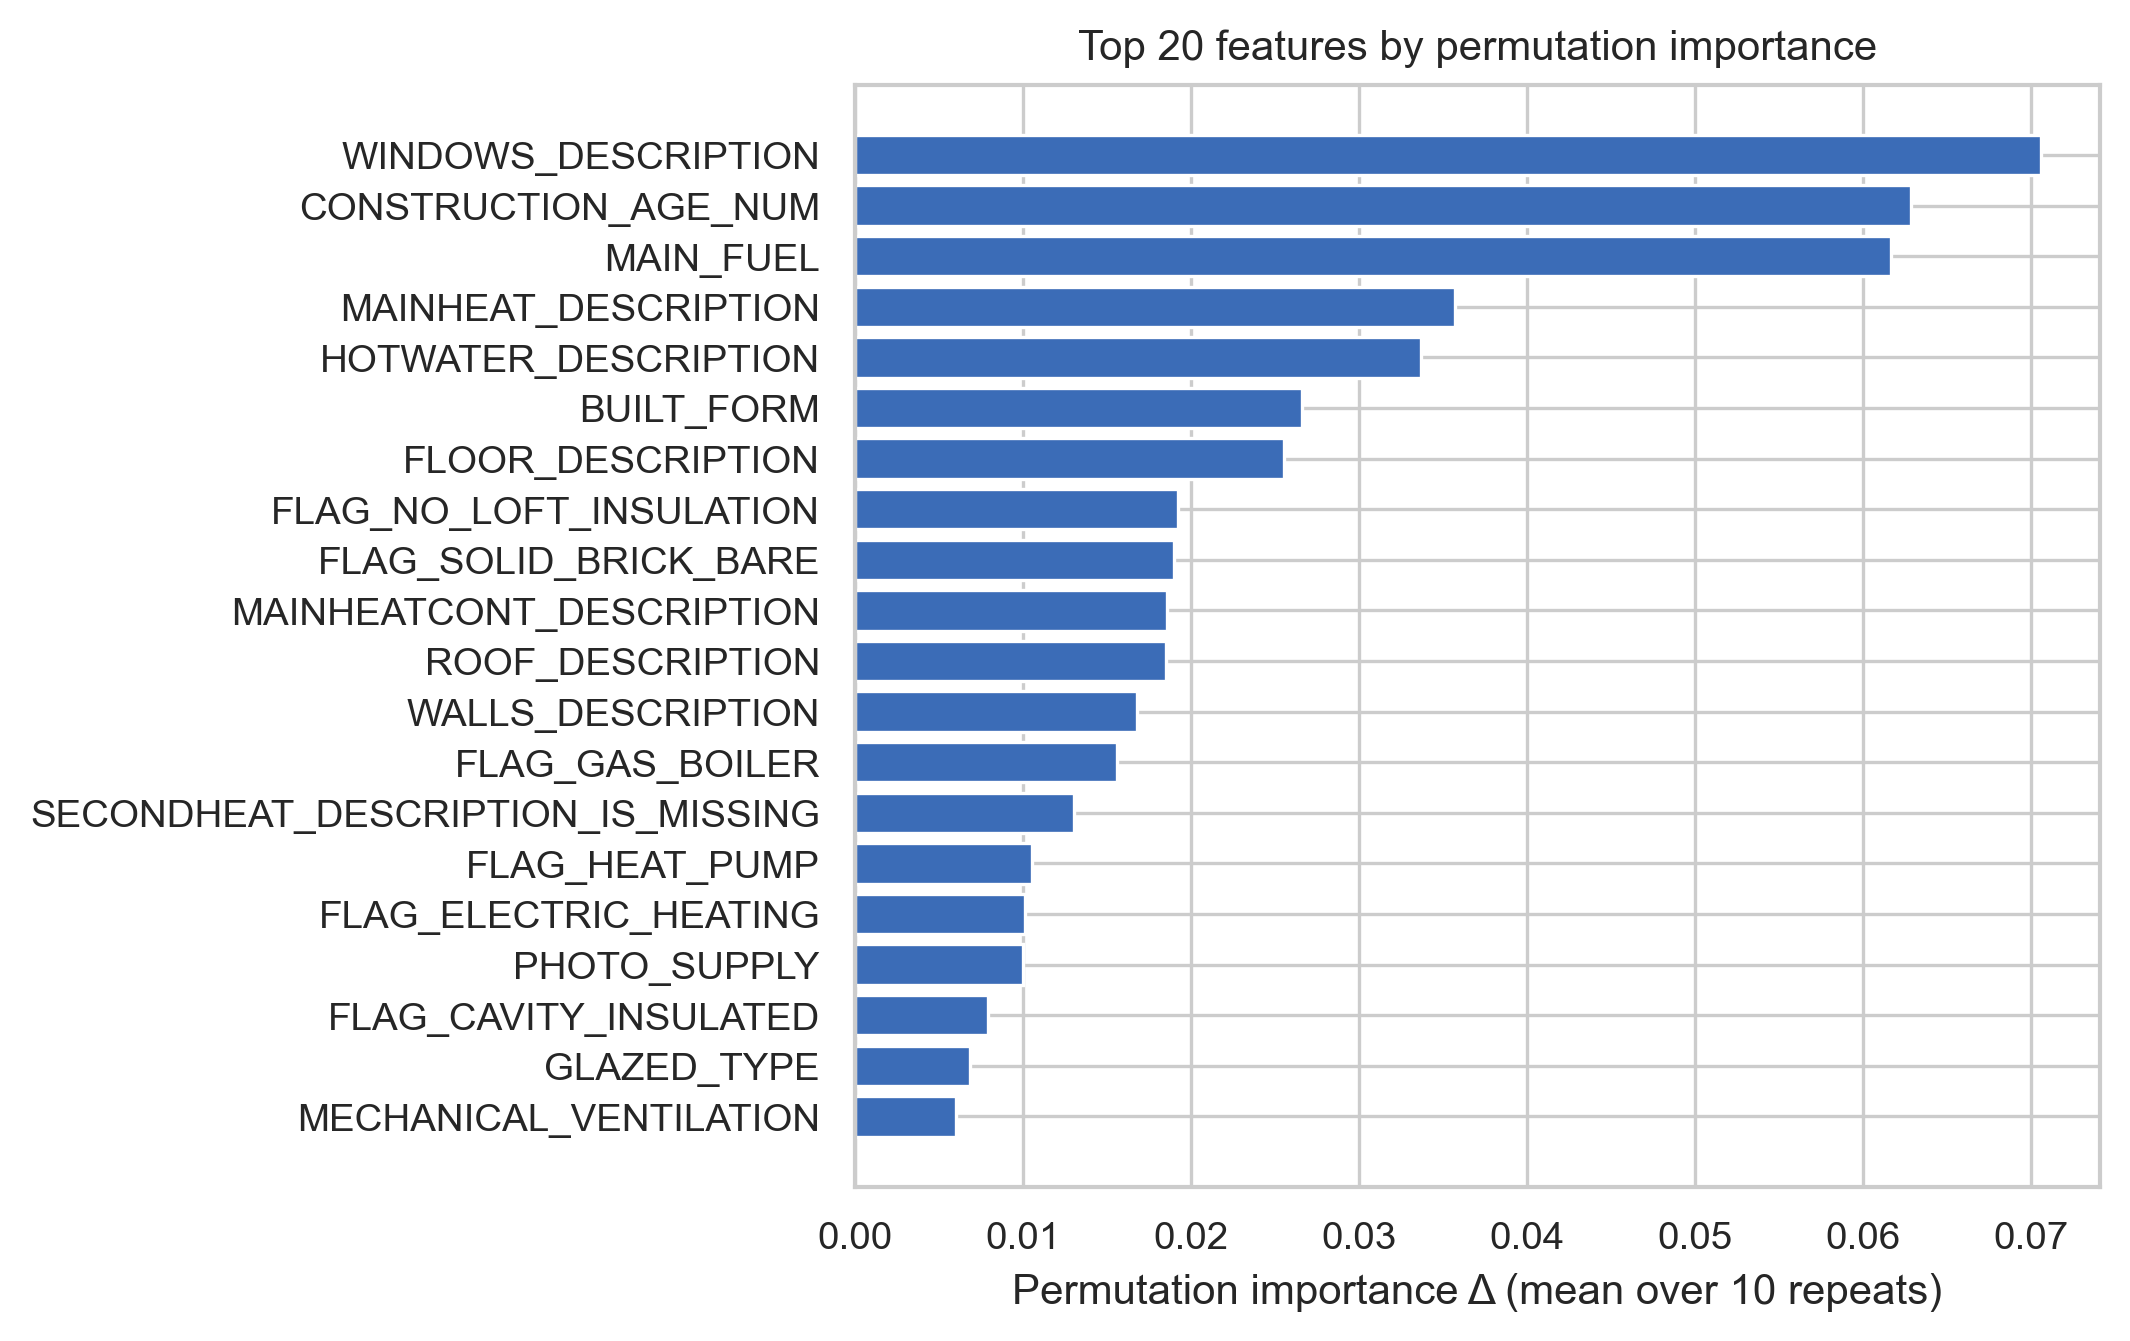 Top 20 features by permutation importance
WINDOWS_DESCRIPTION
CONSTRUCTION_AGE_NUM
MAIN_FUEL
MAINHEAT_DESCRIPTION
HOTWATER_DESCRIPTION
BUILT_FORM
FLOOR_DESCRIPTION
FLAG_NO_LOFT_INSULATION
FLAG_SOLID_BRICK_BARE
MAINHEATCONT_DESCRIPTION
ROOF_DESCRIPTION
WALLS_DESCRIPTION
FLAG_GAS_BOILER
SECONDHEAT_DESCRIPTION_IS_MISSING
FLAG_HEAT_PUMP
FLAG_ELECTRIC_HEATING
PHOTO_SUPPLY
FLAG_CAVITY_INSULATED
GLAZED_TYPE
MECHANICAL_VENTILATION
0.00 0.01 0.02 0.03 0.04 0.05 0.06 0.07
Permutation importance Δ (mean over 10 repeats)